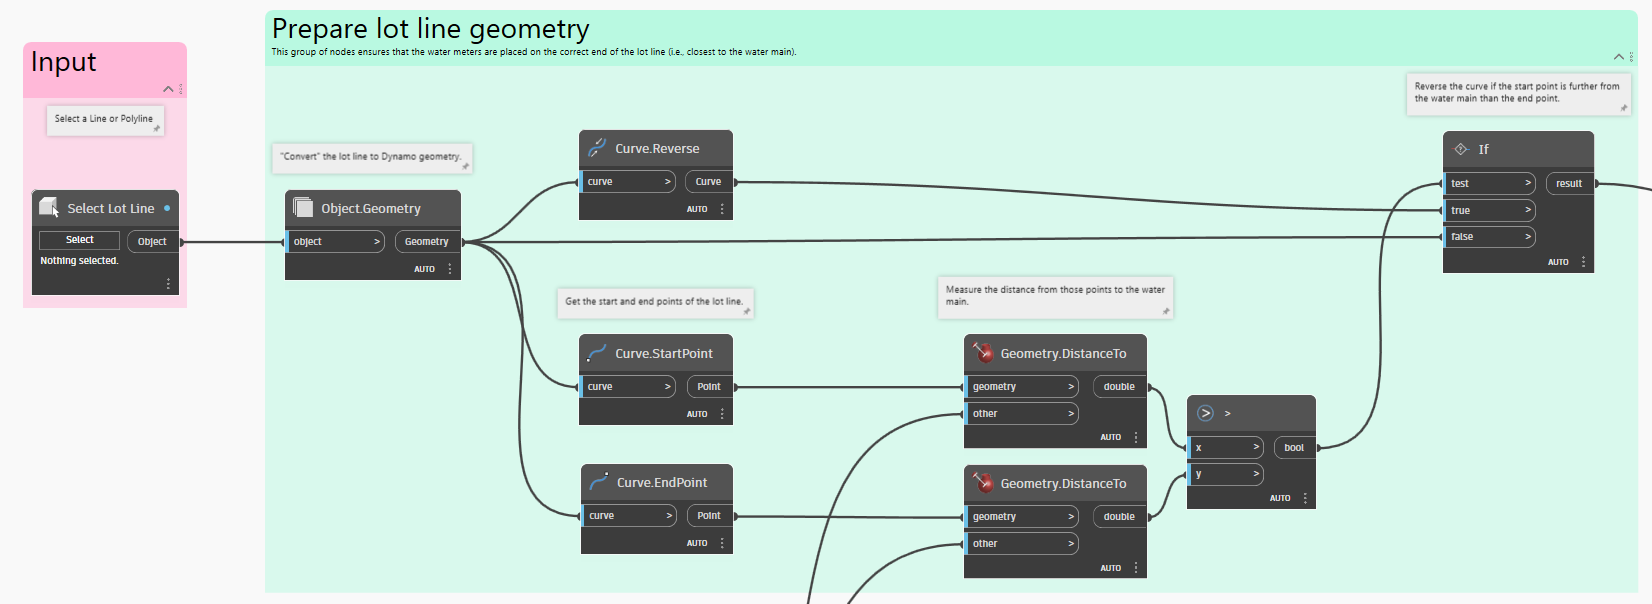 Input
Select a Line or Polyline
Select Lot Line
Select
Object
Nothing selected.
Prepare lot line geometry
This group of nodes ensures that the water meters are placed on the correct end of the lot line (i.e., closest to the water main).
"Convert" the lot line to Dynamo geometry.
Object.Geometry
object > Geometry
AUTO
Curve.Reverse
curve > Curve
AUTO
Get the start and end points of the lot line.
Curve.StartPoint
curve > Point
AUTO
Curve.EndPoint
curve > Point
AUTO
Measure the distance from those points to the water
main.
Geometry.DistanceTo
geometry > double
other >
AUTO
Geometry.DistanceTo
geometry > double
other >
AUTO
> >
x > bool
y >
AUTO
Reverse the curve if the start point is further from
the water main than the end point.
If
test > result
true >
false >
AUTO